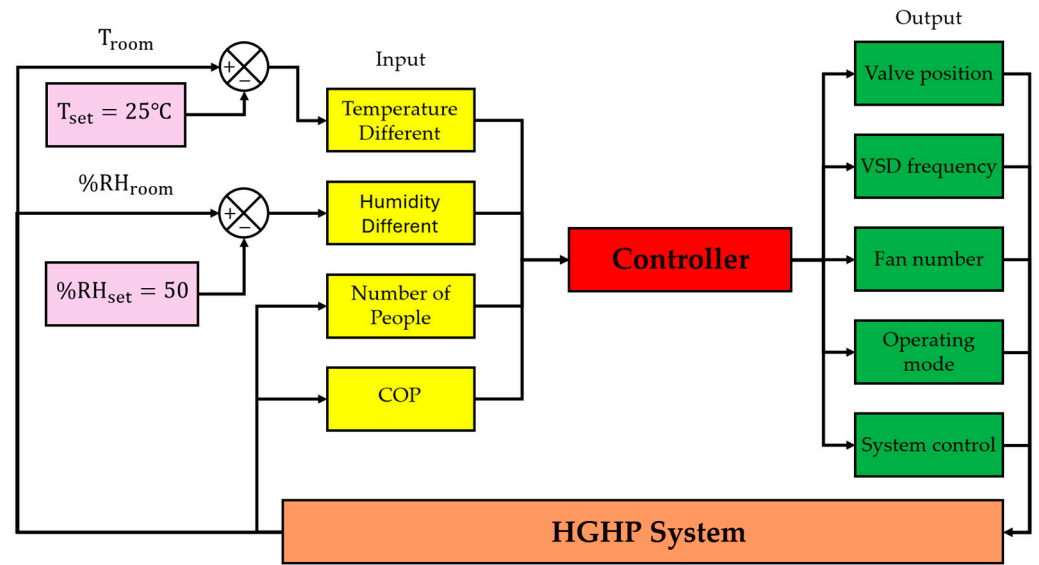 Output
T_room
Input
Valve position
T_set = 25°C
Temperature
Different
VSD frequency
%RH_room
Humidity
Different
Controller
Fan number
%RH_set = 50
Number of
People
Operating
mode
COP
System control
HGHP System
+
−
+
−